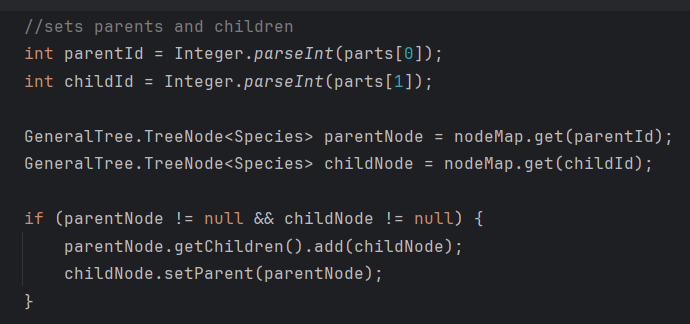 //sets parents and children
int parentId = Integer.parseInt(parts[0]);
int childId = Integer.parseInt(parts[1]);

GeneralTree.TreeNode<Species> parentNode = nodeMap.get(parentId);
GeneralTree.TreeNode<Species> childNode = nodeMap.get(childId);

if (parentNode != null && childNode != null) {
    parentNode.getChildren().add(childNode);
    childNode.setParent(parentNode);
}